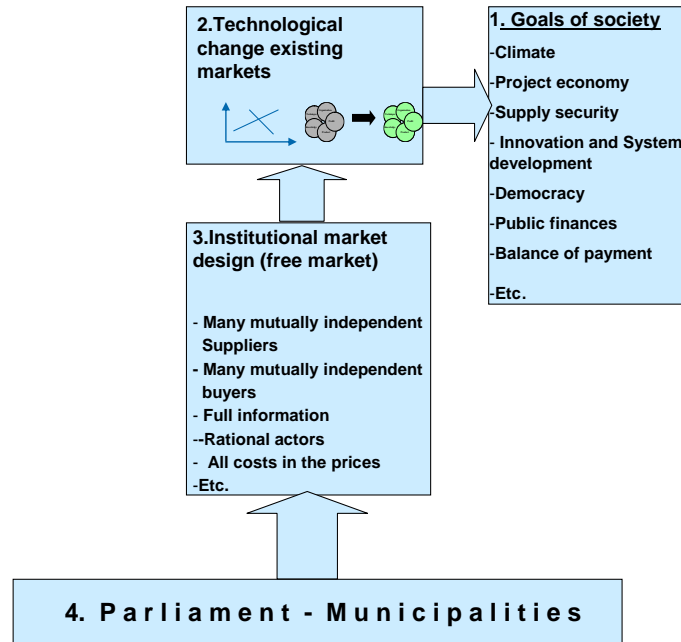 2.Technological
change existing
markets
1. Goals of society
-Climate
-Project economy
-Supply security
- Innovation and System
development
-Democracy
-Public finances
-Balance of payment
-Etc.
3.Institutional market
design (free market)
- Many mutually independent
Suppliers
- Many mutually independent
buyers
- Full information
--Rational actors
- All costs in the prices
-Etc.
4. Parliament - Municipalities